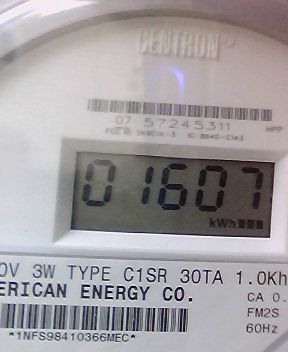 CENTRON
07 57245311 HPP
01607
kWh
0V 3W TYPE C1SR 30TA 1.0Kh
ERICAN ENERGY CO.
CA 0.
FM2S
60Hz
*1NFS98410366MEC*